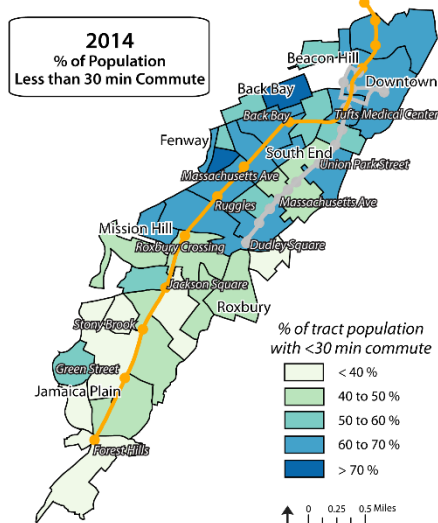 2014
% of Population
Less than 30 min Commute
Beacon Hill
Downtown
Back Bay
Back Bay
Tufts Medical Center
Fenway
South End
Union Park Street
Massachusetts Ave
Massachusetts Ave
Ruggles
Mission Hill
Roxbury Crossing
Dudley Square
Jackson Square
Roxbury
Stony Brook
Green Street
Jamaica Plain
Forest Hills
% of tract population
with <30 min commute
< 40 %
40 to 50 %
50 to 60 %
60 to 70 %
> 70 %
0 0.25 0.5 Miles